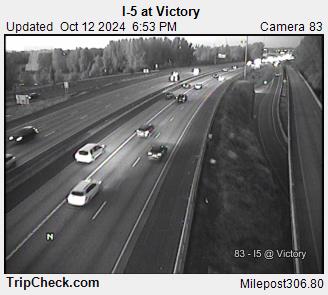 I-5 at Victory
Updated Oct 12 2024 6:53 PM Camera 83
N
83 - I5 @ Victory
TripCheck.com Milepost306.80